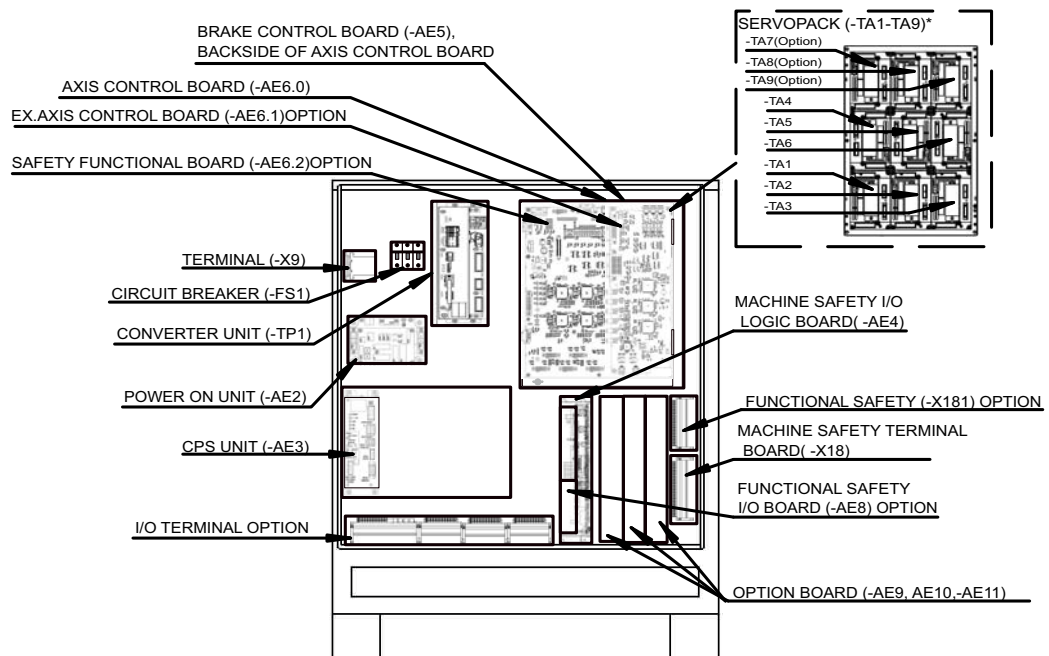 BRAKE CONTROL BOARD (-AE5),
BACKSIDE OF AXIS CONTROL BOARD
AXIS CONTROL BOARD (-AE6.0)
EX.AXIS CONTROL BOARD (-AE6.1)OPTION
SAFETY FUNCTIONAL BOARD (-AE6.2)OPTION
SERVOPACK (-TA1-TA9)*
-TA7(Option)
-TA8(Option)
-TA9(Option)
-TA4
-TA5
-TA6
-TA1
-TA2
-TA3
TERMINAL (-X9)
CIRCUIT BREAKER (-FS1)
CONVERTER UNIT (-TP1)
POWER ON UNIT (-AE2)
CPS UNIT (-AE3)
I/O TERMINAL OPTION
MACHINE SAFETY I/O
LOGIC BOARD( -AE4)
FUNCTIONAL SAFETY (-X181) OPTION
MACHINE SAFETY TERMINAL
BOARD( -X18)
FUNCTIONAL SAFETY
I/O BOARD (-AE8) OPTION
OPTION BOARD (-AE9, AE10,-AE11)